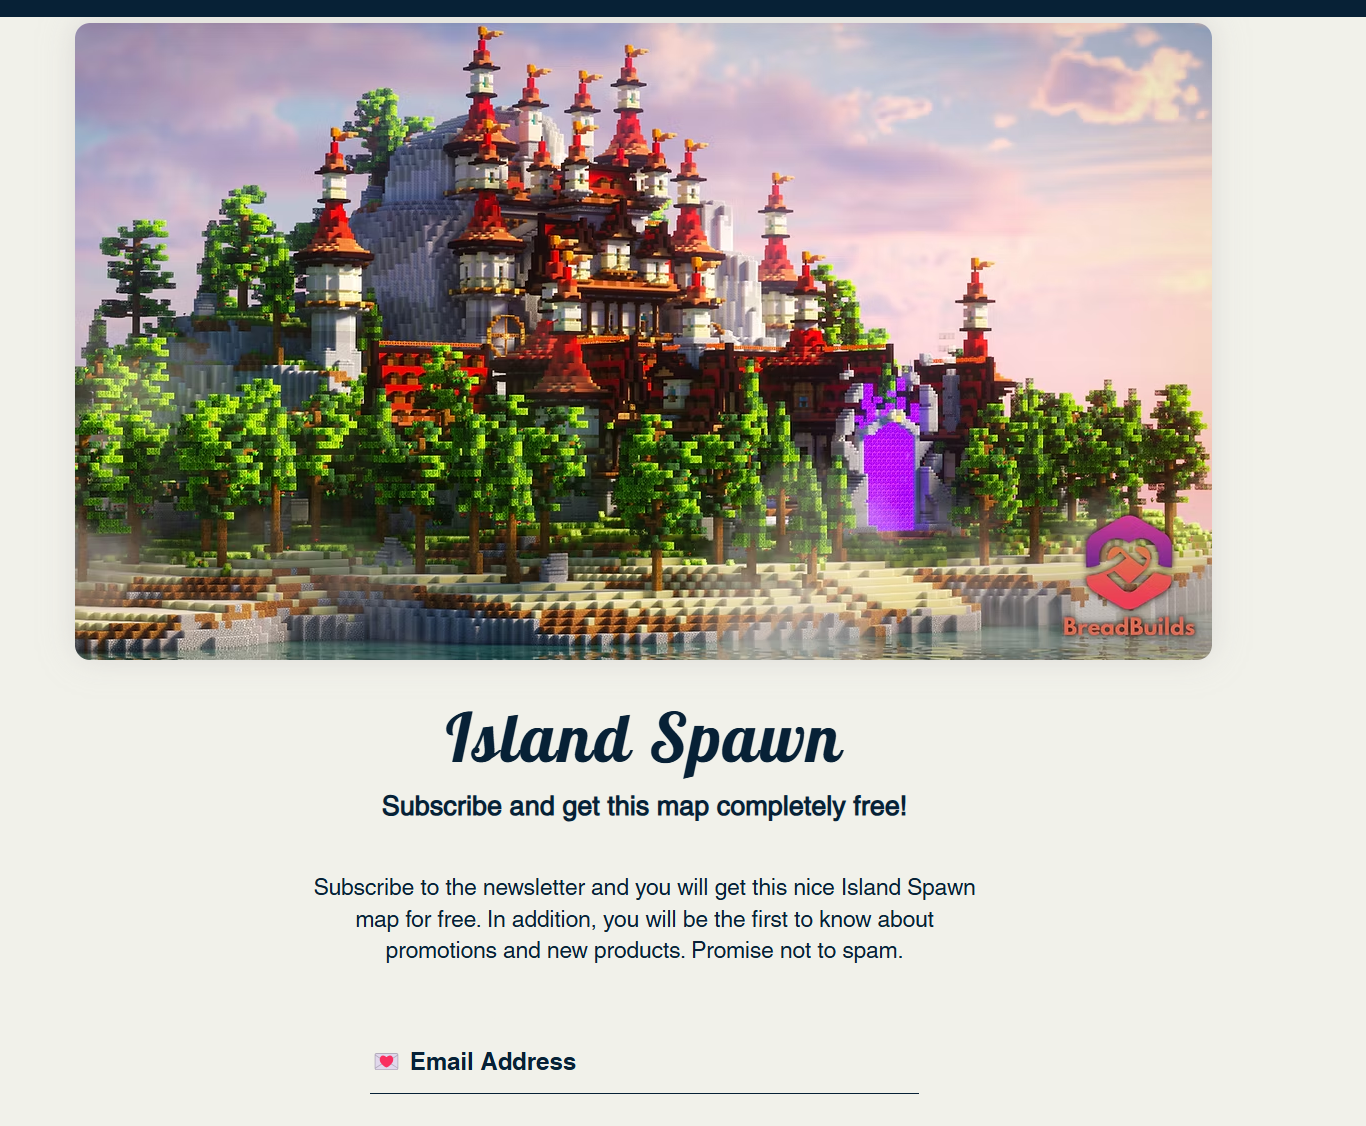 BreadBuilds
Island Spawn
Subscribe and get this map completely free!
Subscribe to the newsletter and you will get this nice Island Spawn
map for free. In addition, you will be the first to know about
promotions and new products. Promise not to spam.
💌 Email Address